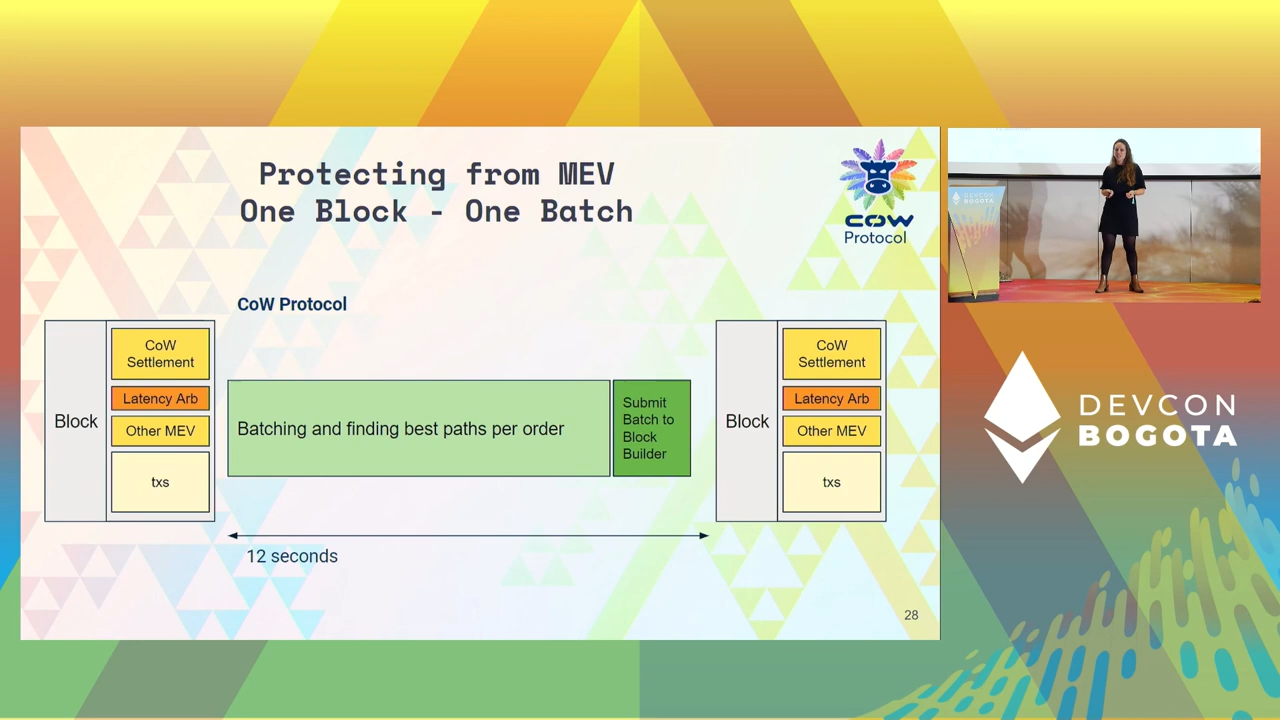 Protecting from MEV
One Block - One Batch
CoW
Protocol
CoW Protocol
Block
CoW
Settlement
Latency Arb
Other MEV
txs
Batching and finding best paths per order
Submit
Batch to
Block
Builder
Block
CoW
Settlement
Latency Arb
Other MEV
txs
12 seconds
28
DEVCON
BOGOTA
DEVCON
BOGOTA